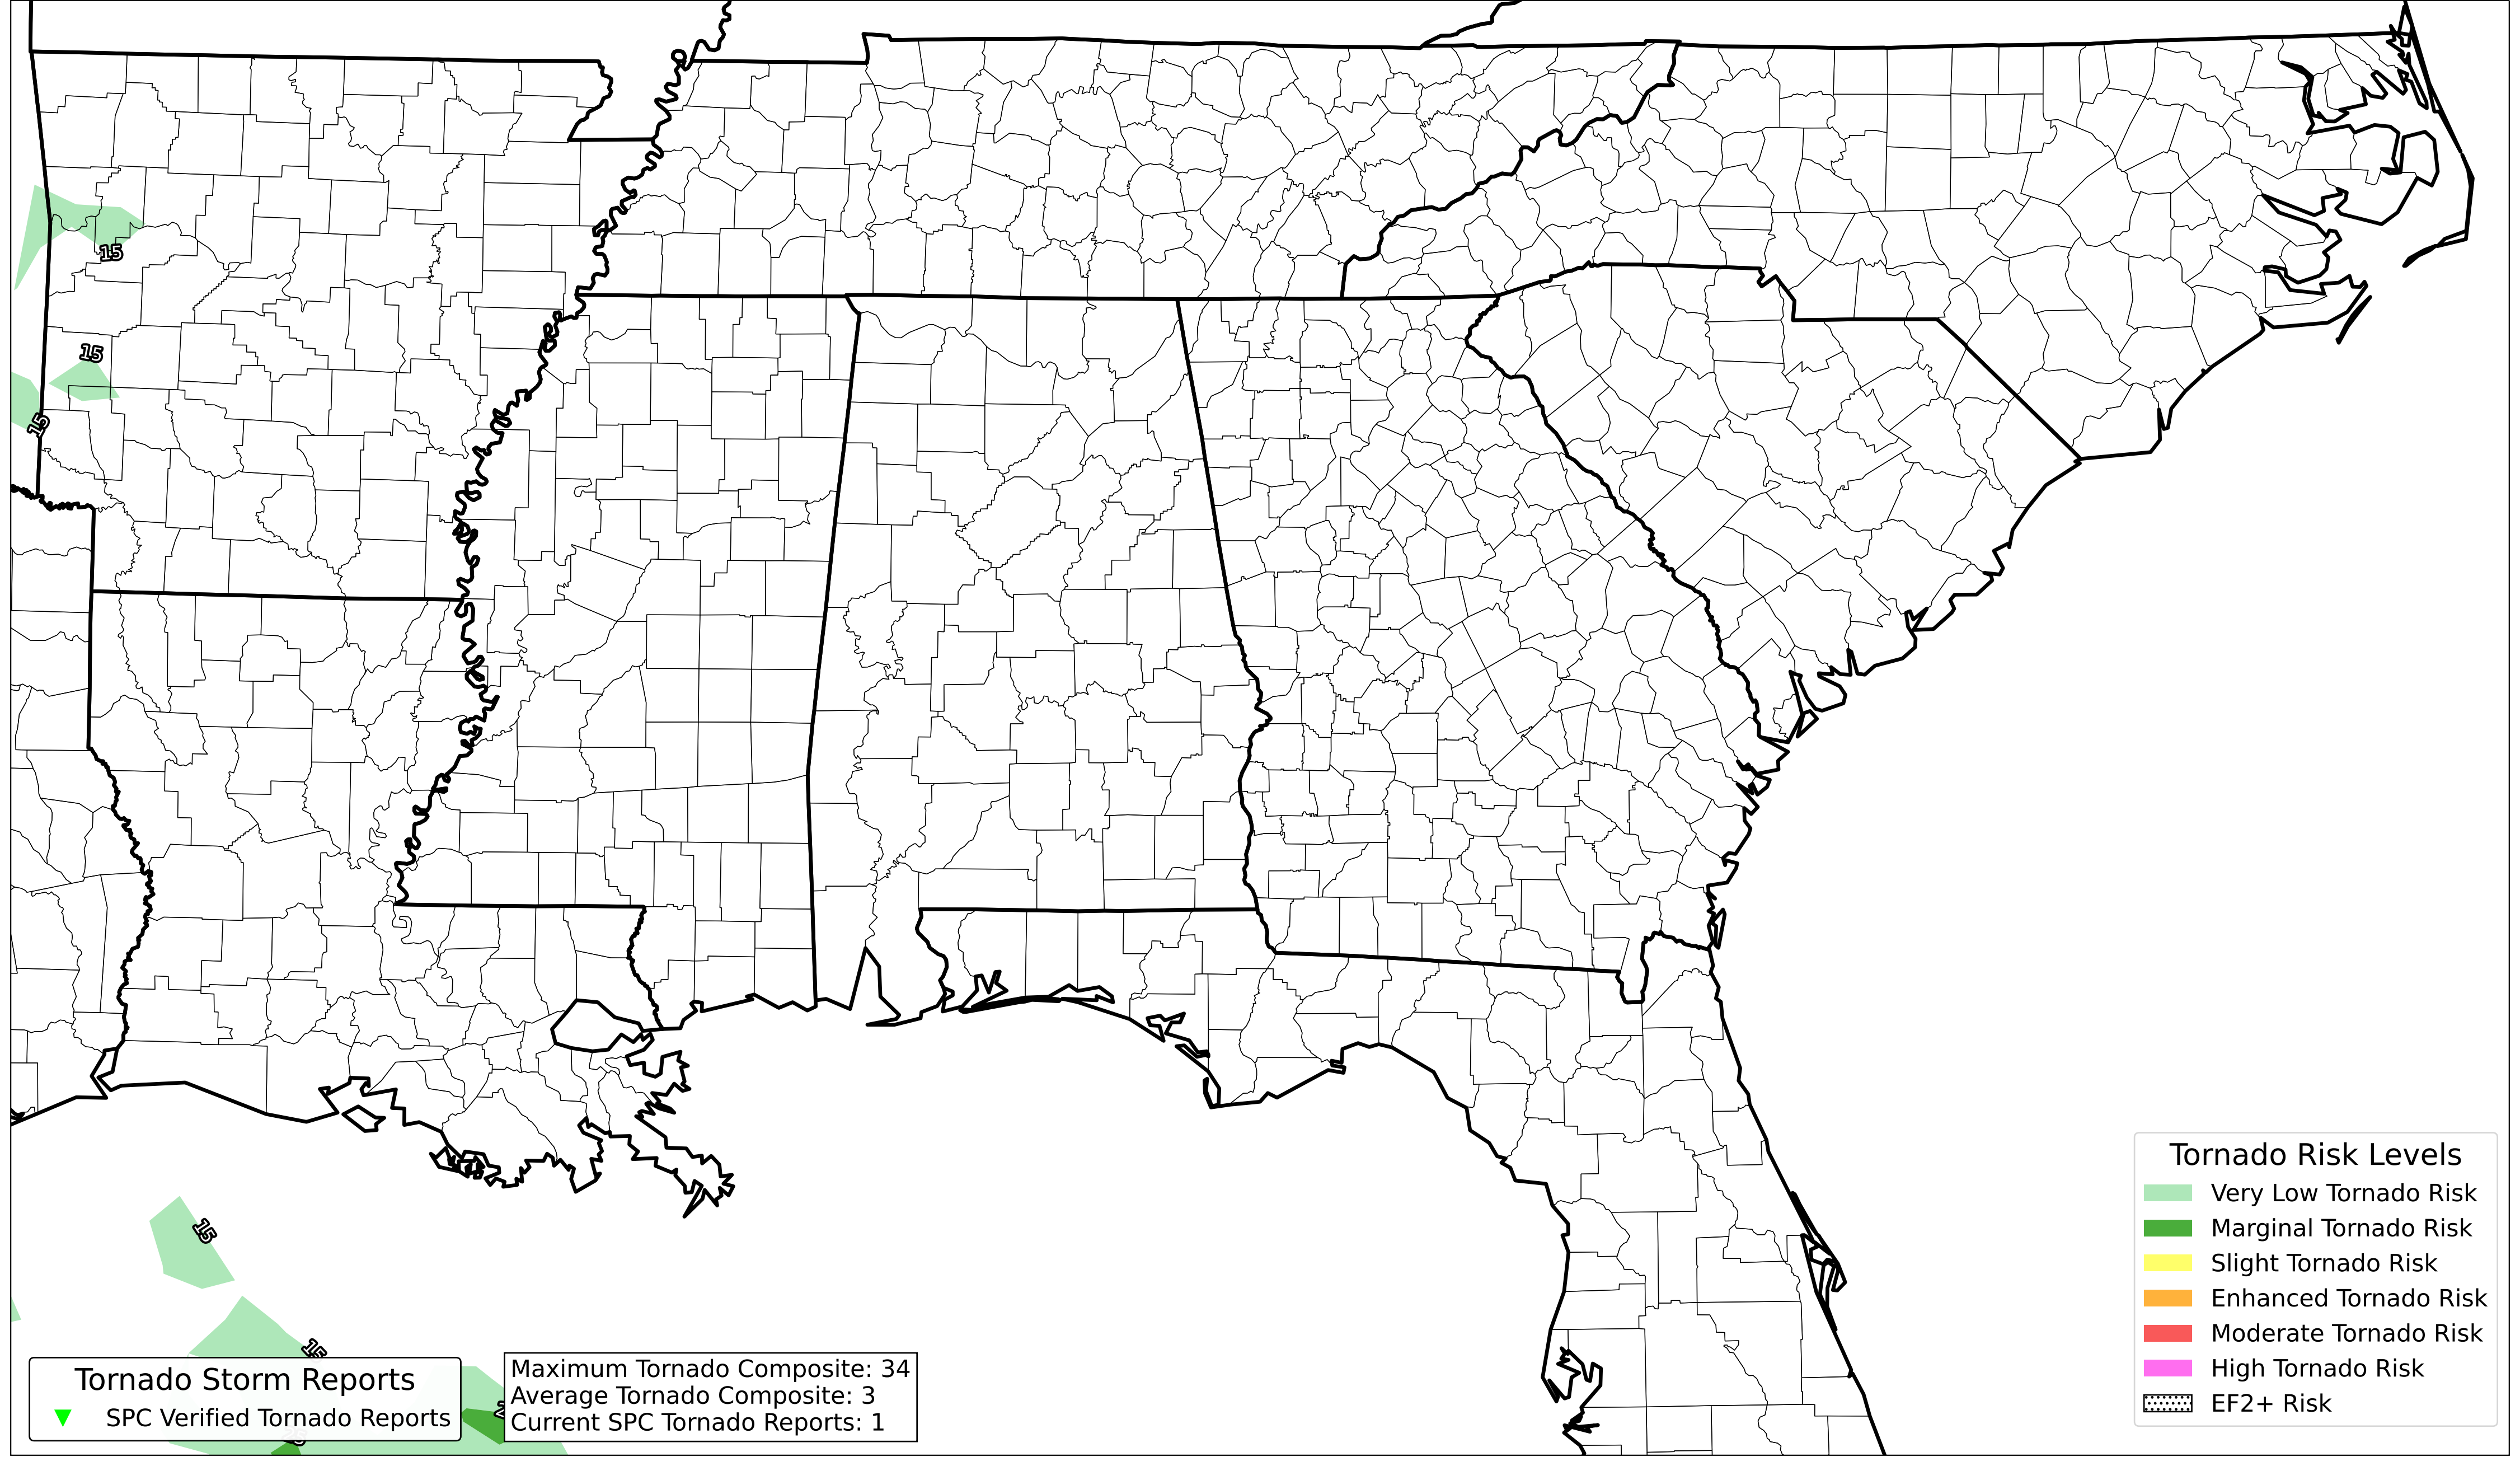 15
15
15
15
15
Tornado Storm Reports
SPC Verified Tornado Reports
Maximum Tornado Composite: 34
Average Tornado Composite: 3
Current SPC Tornado Reports: 1
Tornado Risk Levels
Very Low Tornado Risk
Marginal Tornado Risk
Slight Tornado Risk
Enhanced Tornado Risk
Moderate Tornado Risk
High Tornado Risk
EF2+ Risk